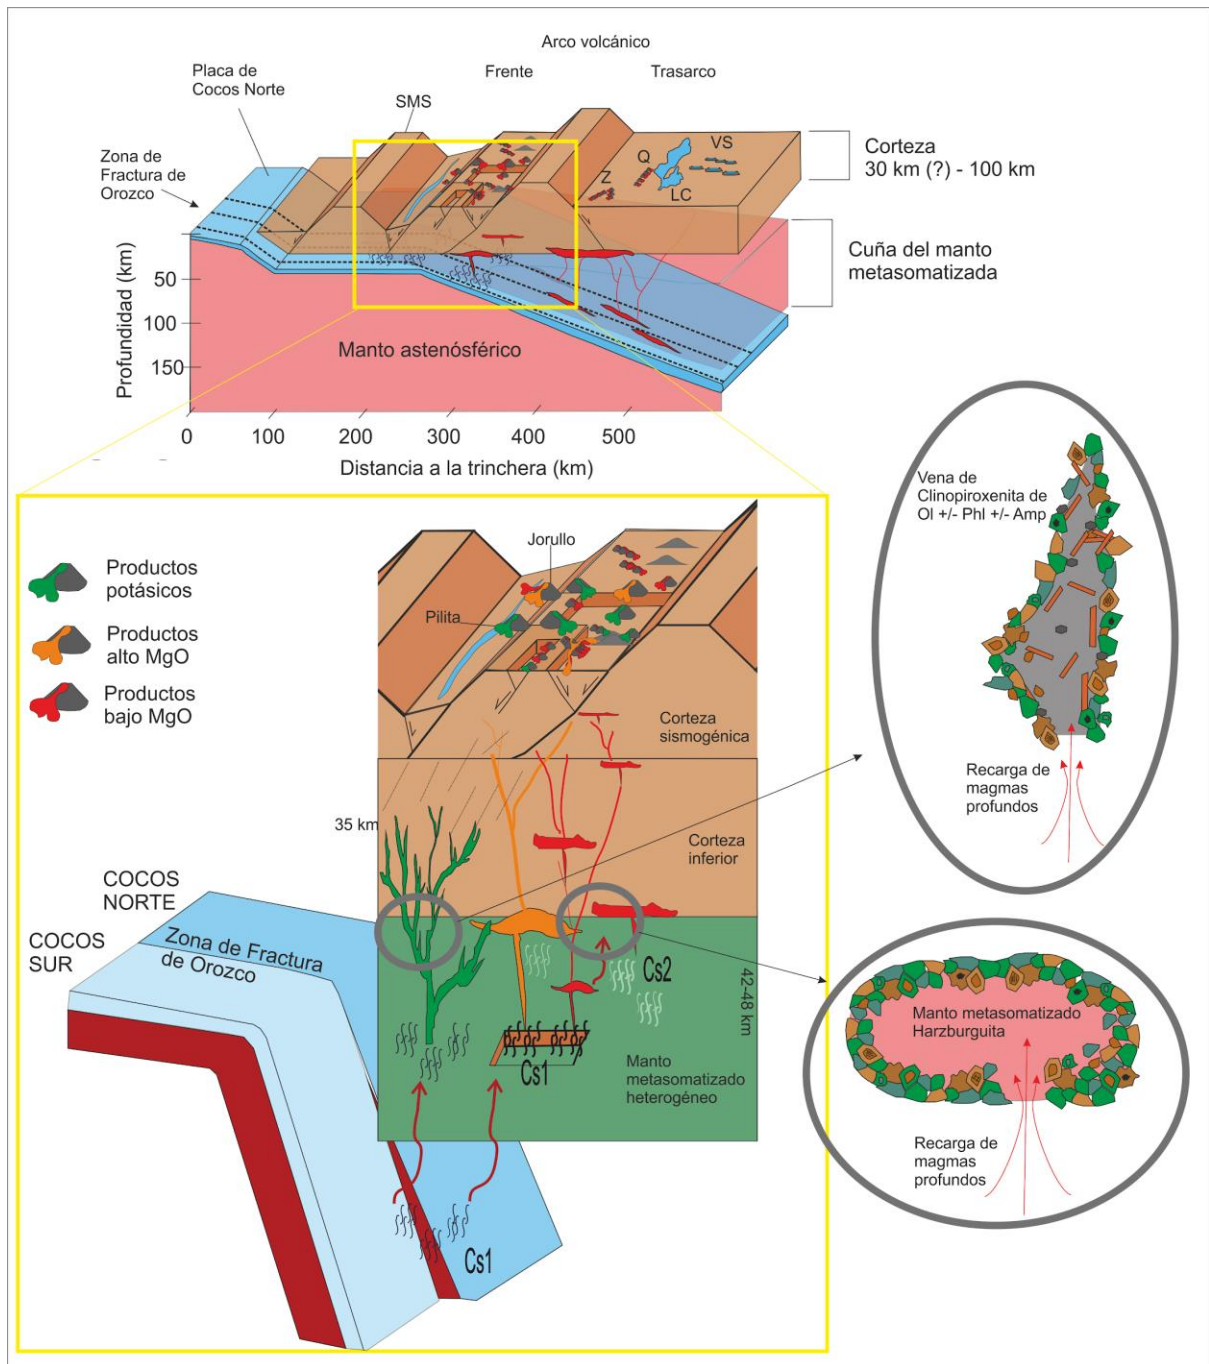 Arco volcánico
Frente
Trasarco
Placa de
Cocos Norte
SMS
Zona de
Fractura de
Orozco
VS
Q
Z
LC
Corteza
30 km (?) - 100 km
Cuña del manto
metasomatizada
Profundidad (km)
50
100
150
Manto astenósférico
0
100
200
300
400
500
Distancia a la trinchera (km)
Vena de
Clinopiroxenita de
Ol +/- Phl +/- Amp
Recarga de
magmas
profundos
Productos
potásicos
Productos
alto MgO
Productos
bajo MgO
Jorullo
Pilita
Corteza
sismogénica
35 km
Corteza
inferior
COCOS
NORTE
COCOS
SUR
Zona de Fractura
de Orozco
Cs2
42-48 km
Cs1
Manto
metasomatizado
heterogéneo
Cs1
Manto metasomatizado
Harzburguita
Recarga de
magmas
profundos